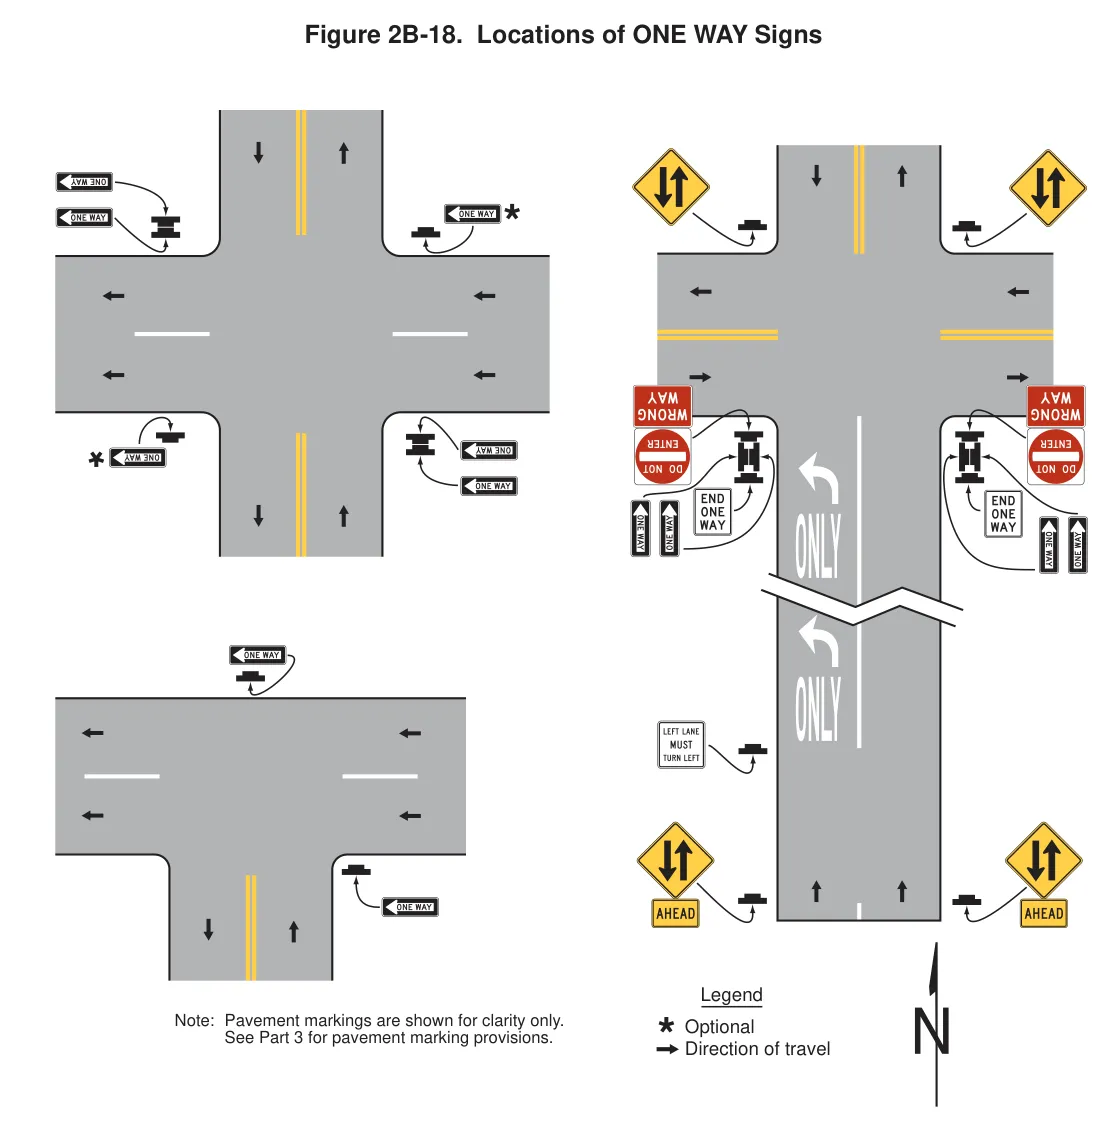 Figure 2B-18. Locations of ONE WAY Signs
ONE WAY
ONE WAY
ONE WAY *
* ONE WAY
ONE WAY
ONE WAY
ONE WAY
ONE WAY
Note: Pavement markings are shown for clarity only.
See Part 3 for pavement marking provisions.
WRONG
WAY
DO NOT
ENTER
WRONG
WAY
DO NOT
ENTER
END
ONE
WAY
END
ONE
WAY
ONE WAY
ONE WAY
ONE WAY
ONE WAY
ONLY
ONLY
LEFT LANE
MUST
TURN LEFT
AHEAD
AHEAD
Legend
* Optional
Direction of travel
N